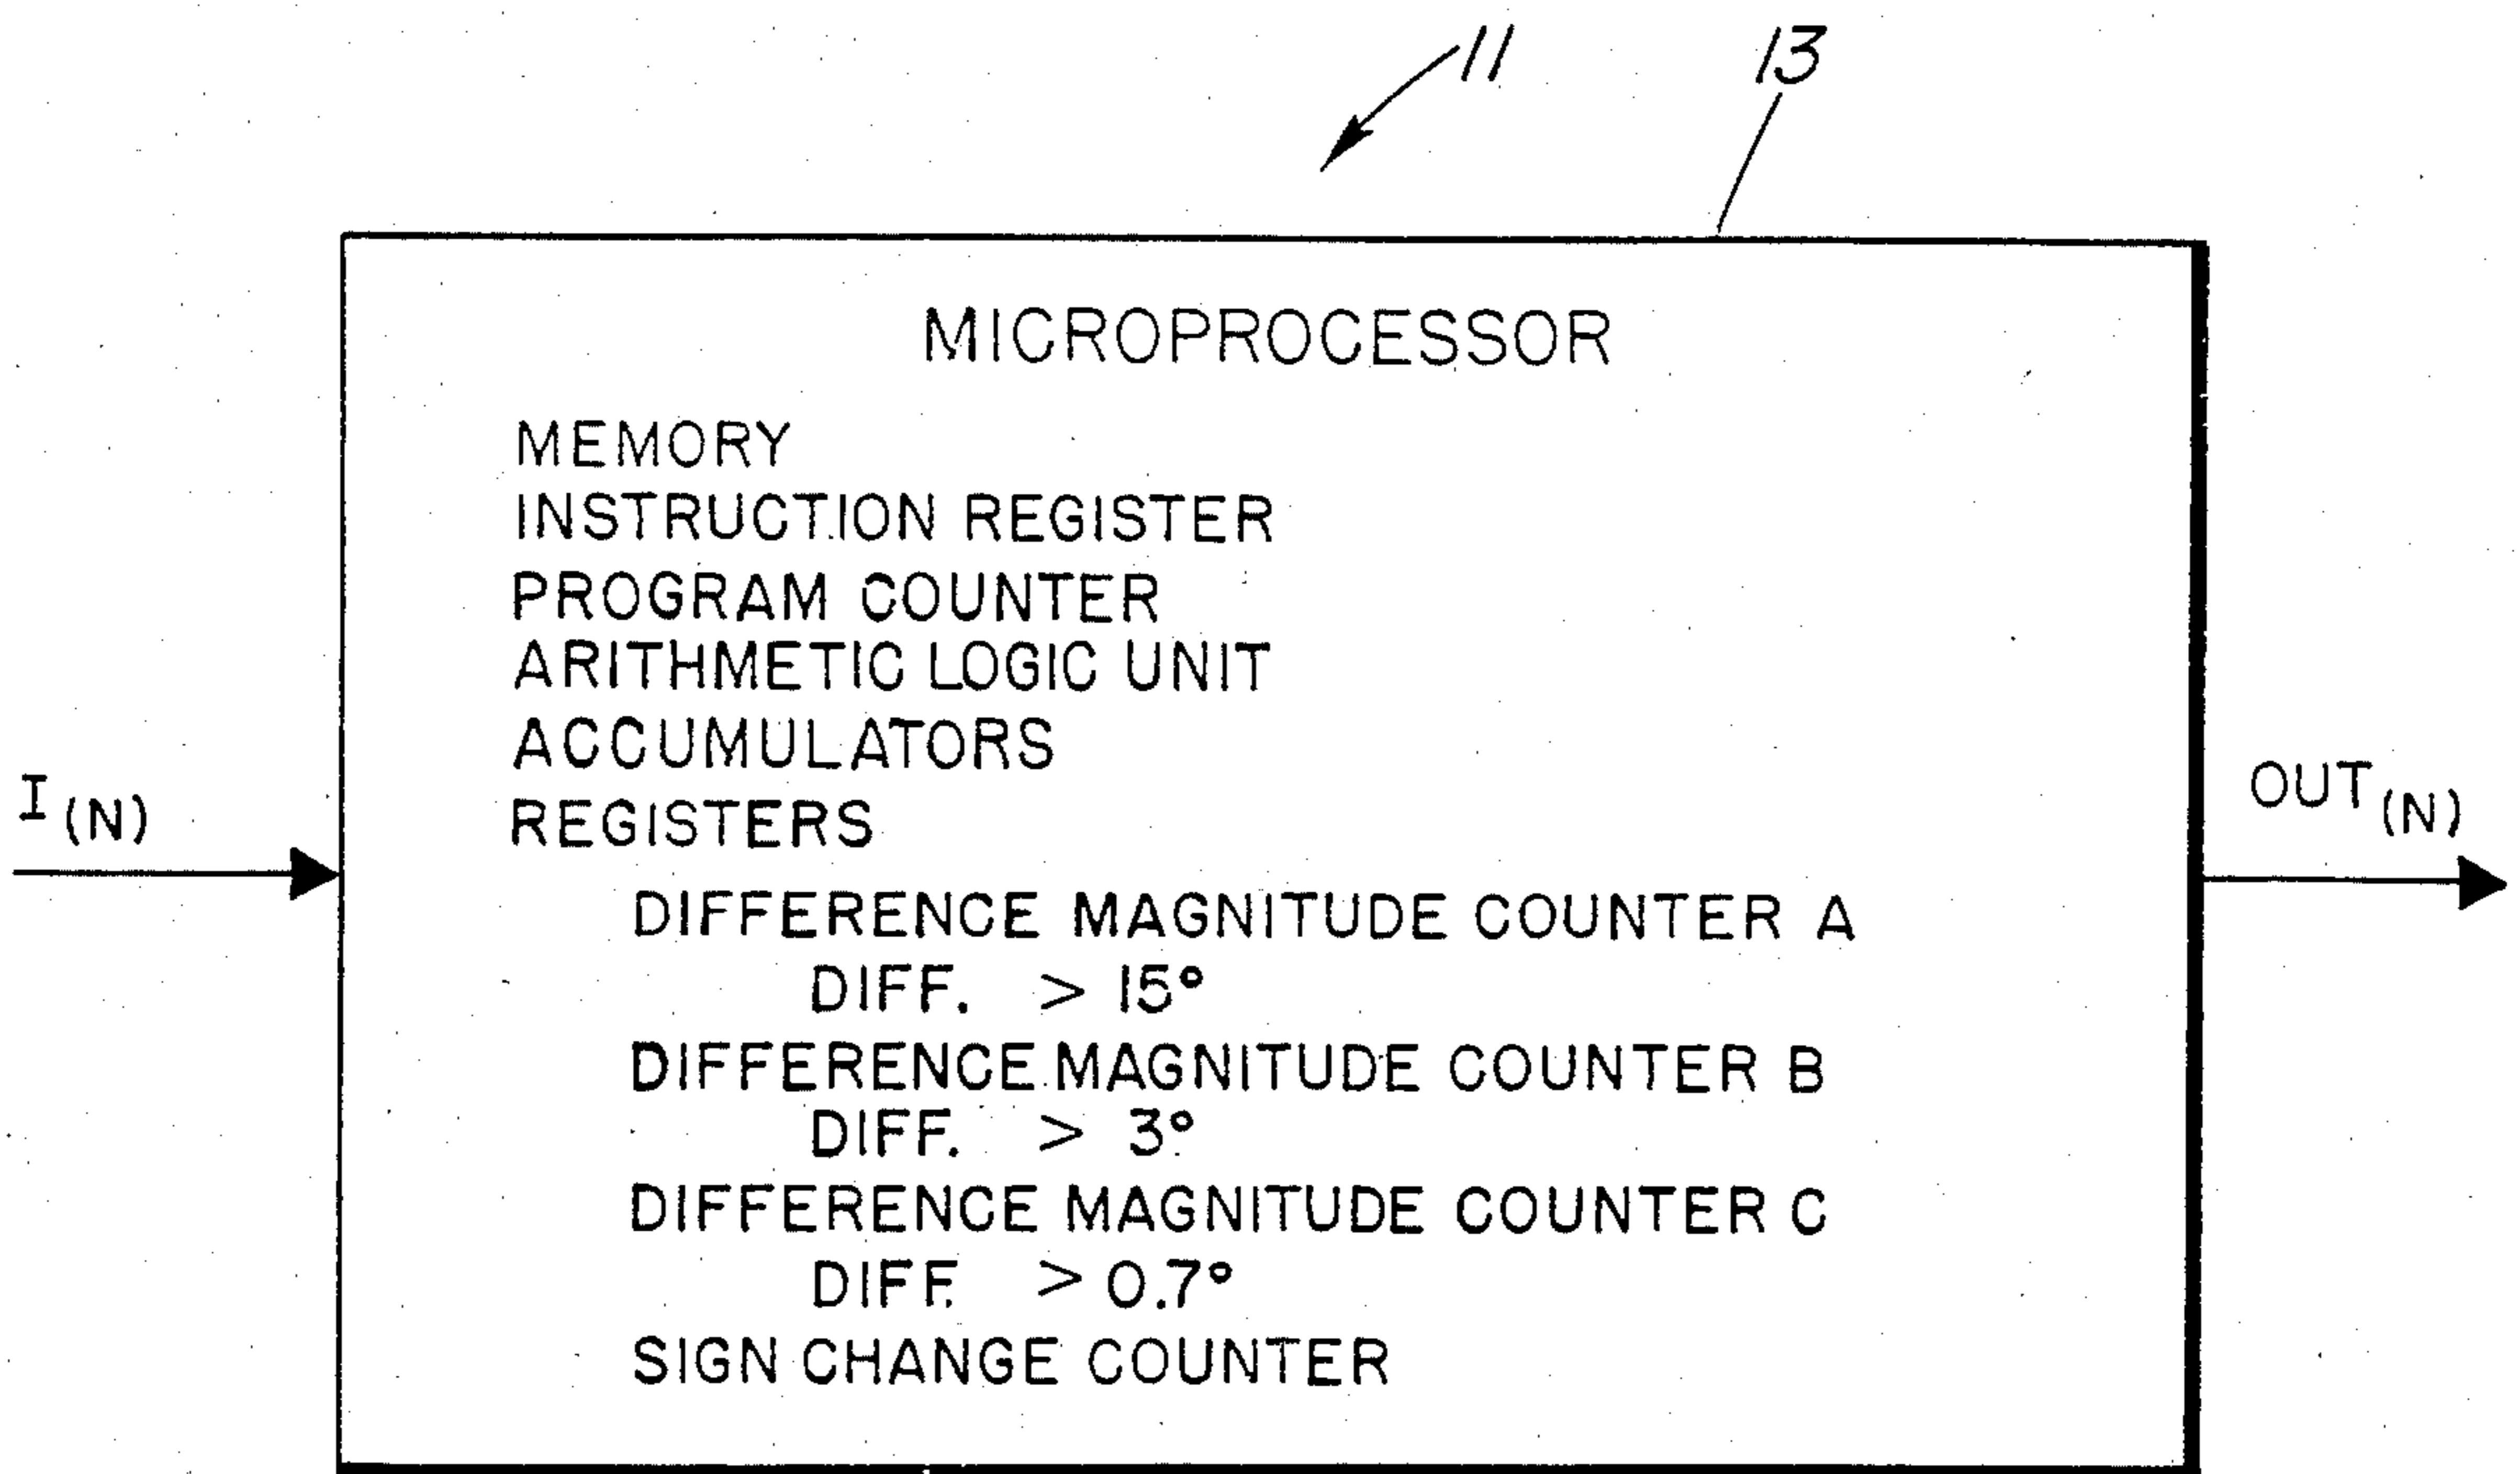 11
13
MICROPROCESSOR
MEMORY
INSTRUCTION REGISTER
PROGRAM COUNTER
ARITHMETIC LOGIC UNIT
ACCUMULATORS
REGISTERS
I(N)
OUT(N)
DIFFERENCE MAGNITUDE COUNTER A
DIFF. > 15°
DIFFERENCE MAGNITUDE COUNTER B
DIFF. > 3°
DIFFERENCE MAGNITUDE COUNTER C
DIFF. > 0.7°
SIGN CHANGE COUNTER